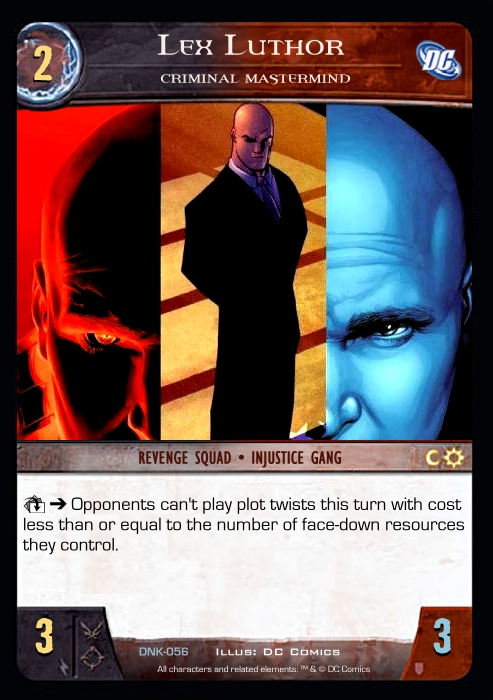 2
Lex Luthor
DC
CRIMINAL MASTERMIND
REVENGE SQUAD • INJUSTICE GANG
➔ Opponents can't play plot twists this turn with cost
less than or equal to the number of face-down resources
they control.
3
3
DNK-056 Illus: DC Comics
All characters and related elements: ™ & © DC Comics